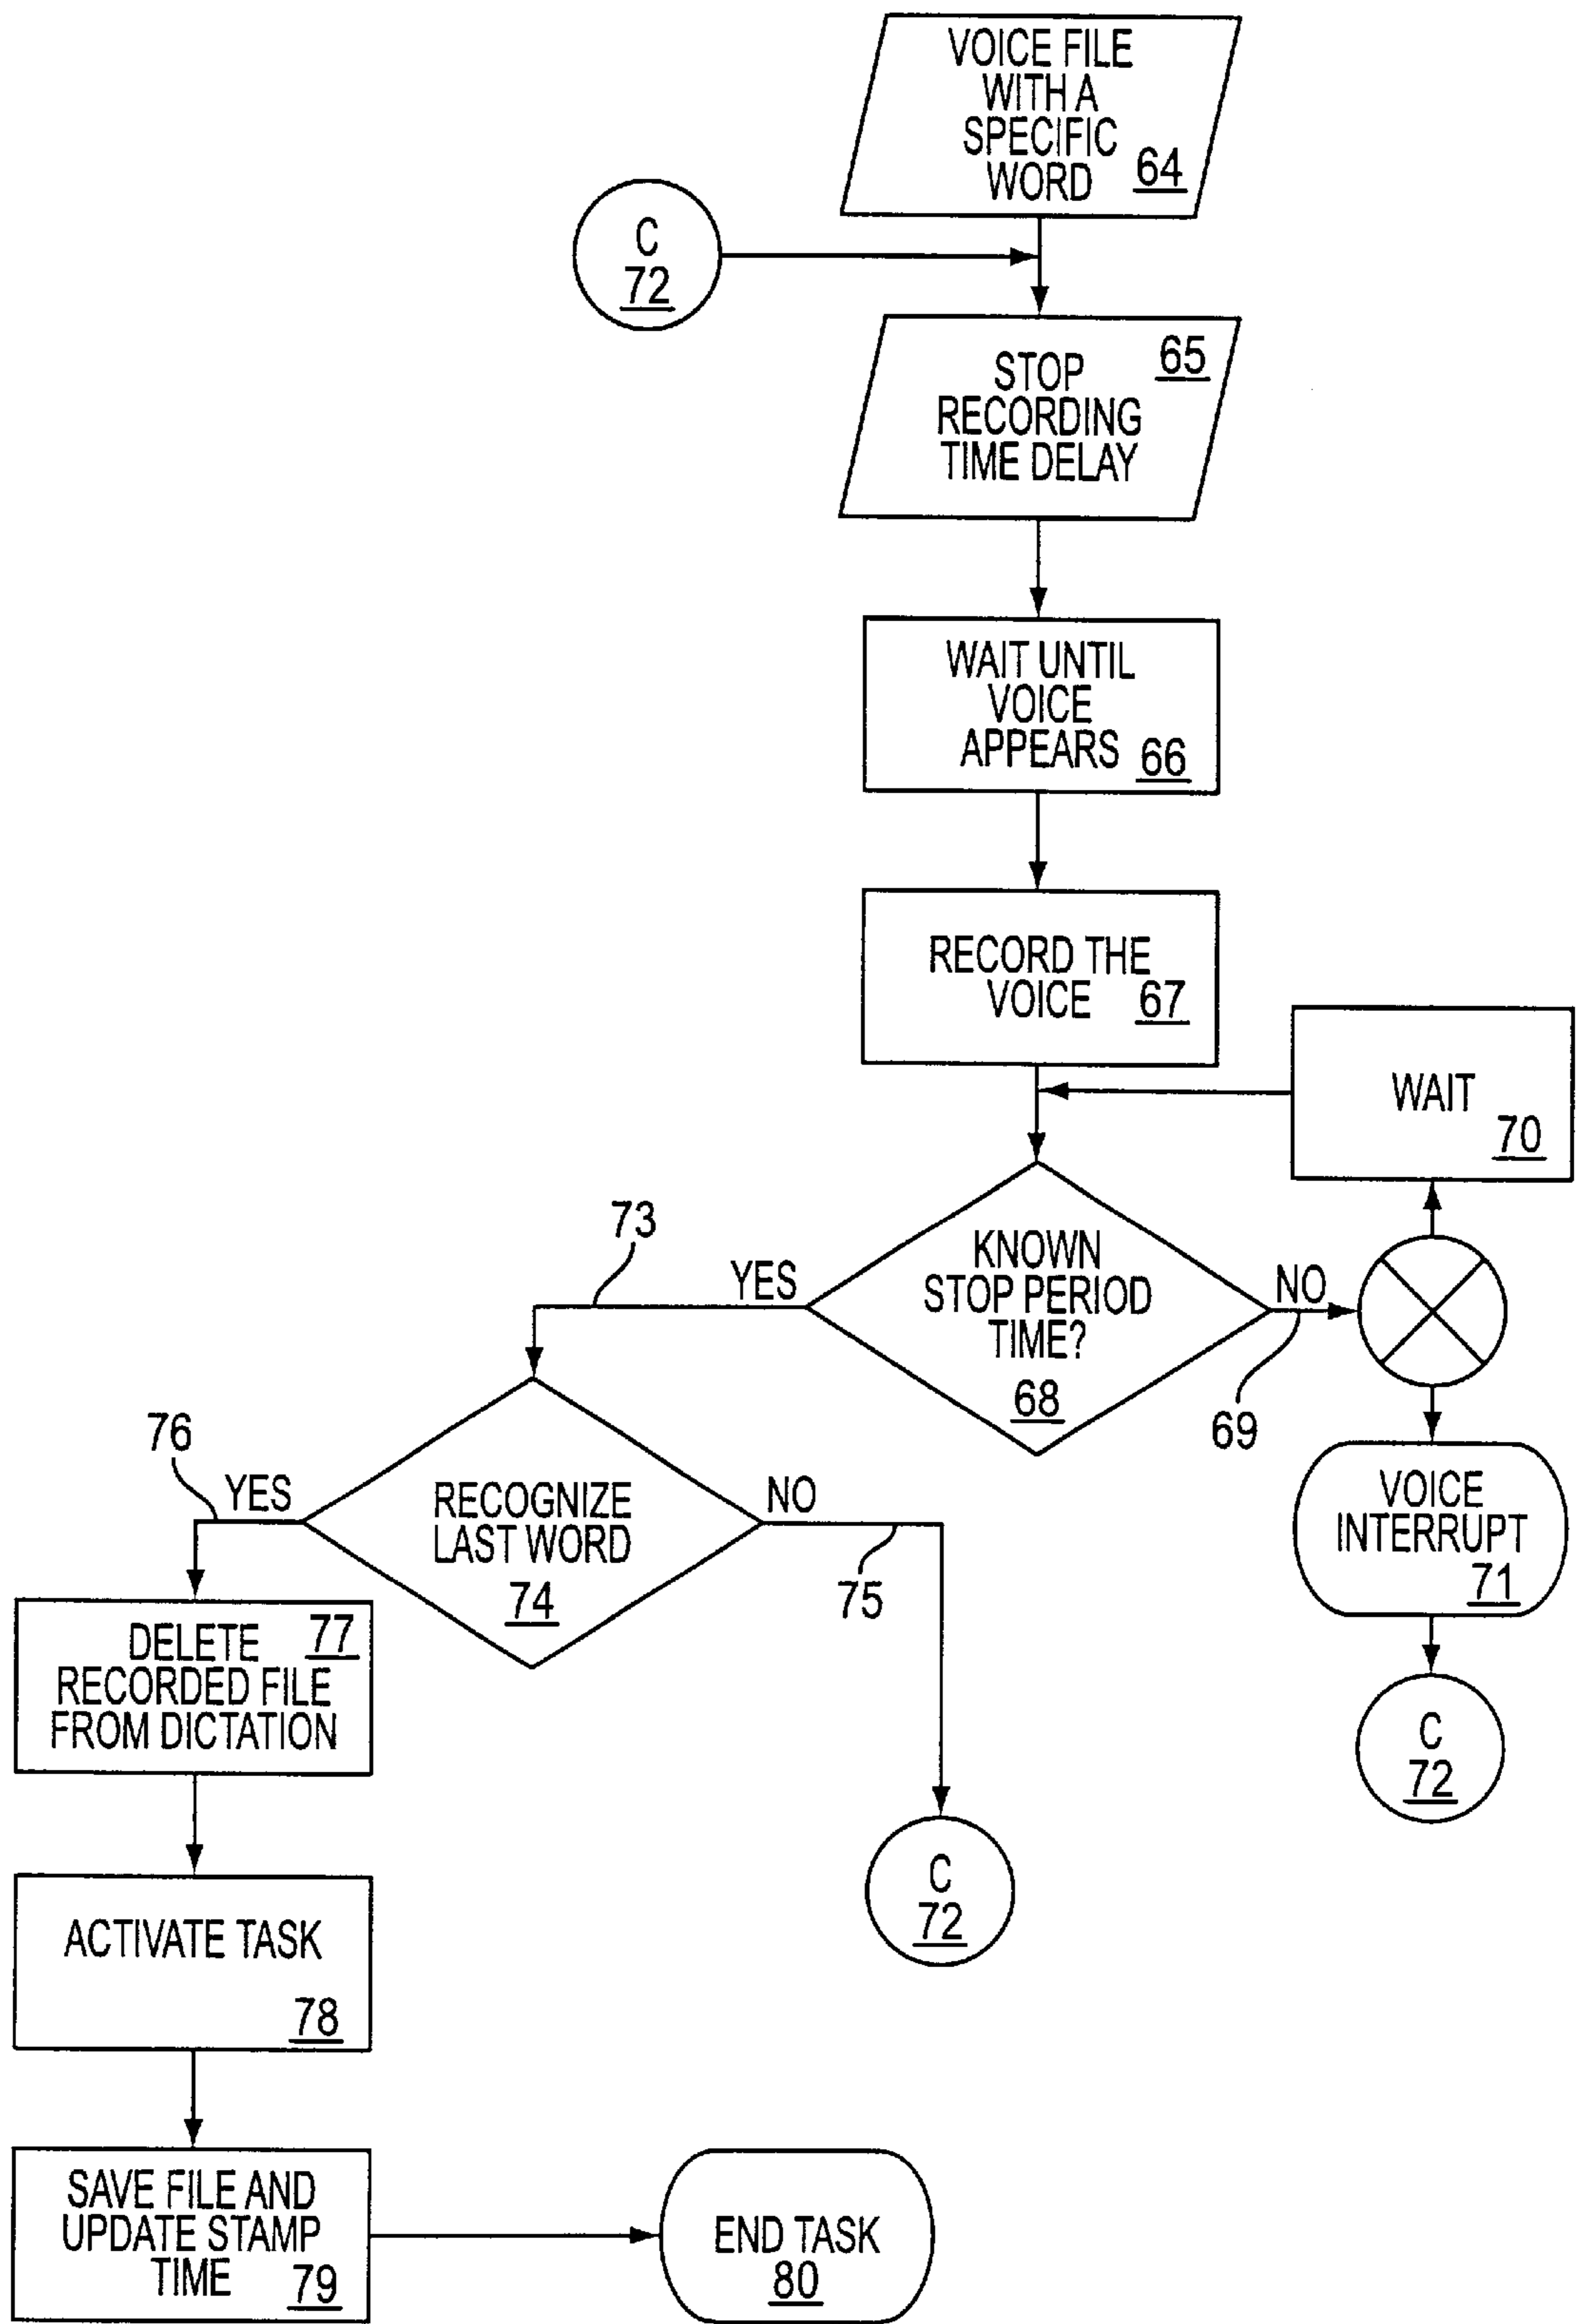 VOICE FILE
WITH A
SPECIFIC
WORD 64
C
72
65
STOP
RECORDING
TIME DELAY
WAIT UNTIL
VOICE
APPEARS 66
RECORD THE
VOICE 67
WAIT
70
73
YES
KNOWN
STOP PERIOD
TIME?
68
NO
69
76
YES
RECOGNIZE
LAST WORD
74
NO
75
VOICE
INTERRUPT
71
77
DELETE
RECORDED FILE
FROM DICTATION
C
72
C
72
ACTIVATE TASK
78
SAVE FILE AND
UPDATE STAMP
TIME 79
END TASK
80